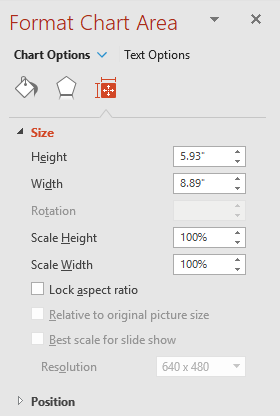 Format Chart Area
Chart Options Text Options
Size
Height 5.93"
Width 8.89"
Rotation
Scale Height 100%
Scale Width 100%
Lock aspect ratio
Relative to original picture size
Best scale for slide show
Resolution 640 x 480
Position